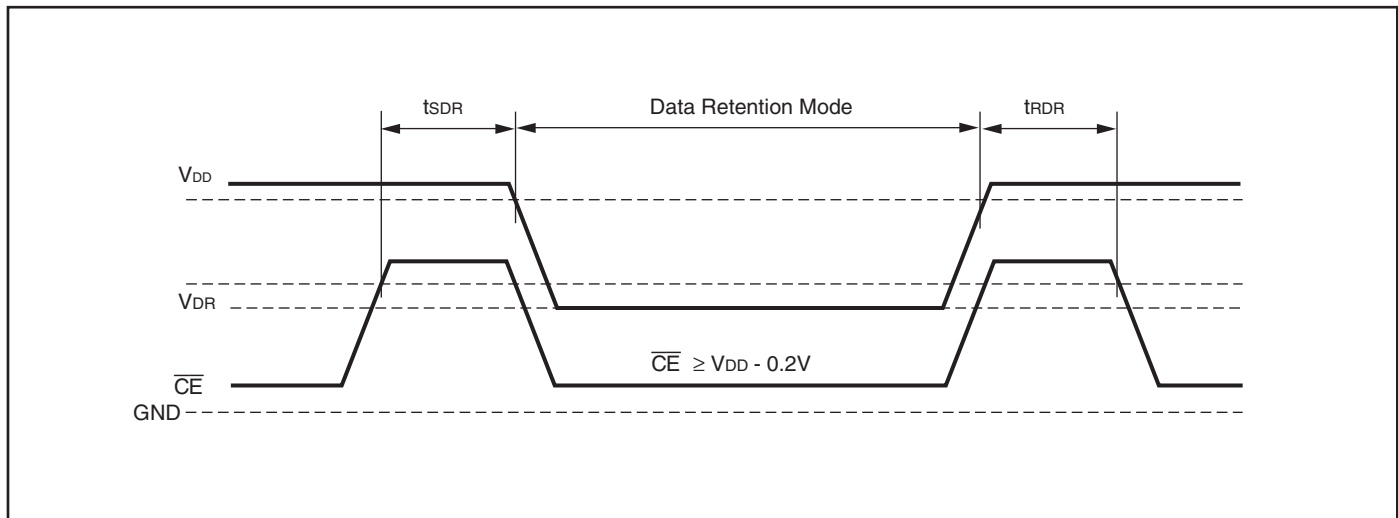 tSDR
Data Retention Mode
tRDR
VDD
VDR
CE ≥ VDD - 0.2V
CE
GND